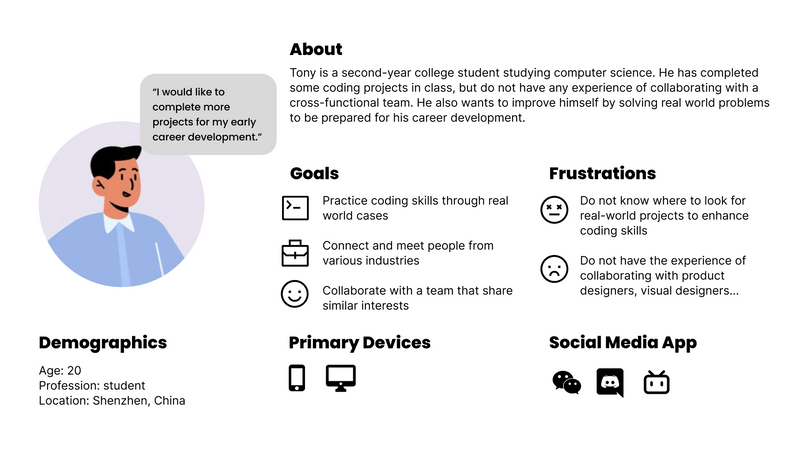 About
Tony is a second-year college student studying computer science. He has completed
some coding projects in class, but do not have any experience of collaborating with a
cross-functional team. He also wants to improve himself by solving real world problems
to be prepared for his career development.
“I would like to
complete more
projects for my early
career development.”
Goals
Practice coding skills through real
world cases
Connect and meet people from
various industries
Collaborate with a team that share
similar interests
Frustrations
Do not know where to look for
real-world projects to enhance
coding skills
Do not have the experience of
collaborating with product
designers, visual designers...
Demographics
Age: 20
Profession: student
Location: Shenzhen, China
Primary Devices
Social Media App